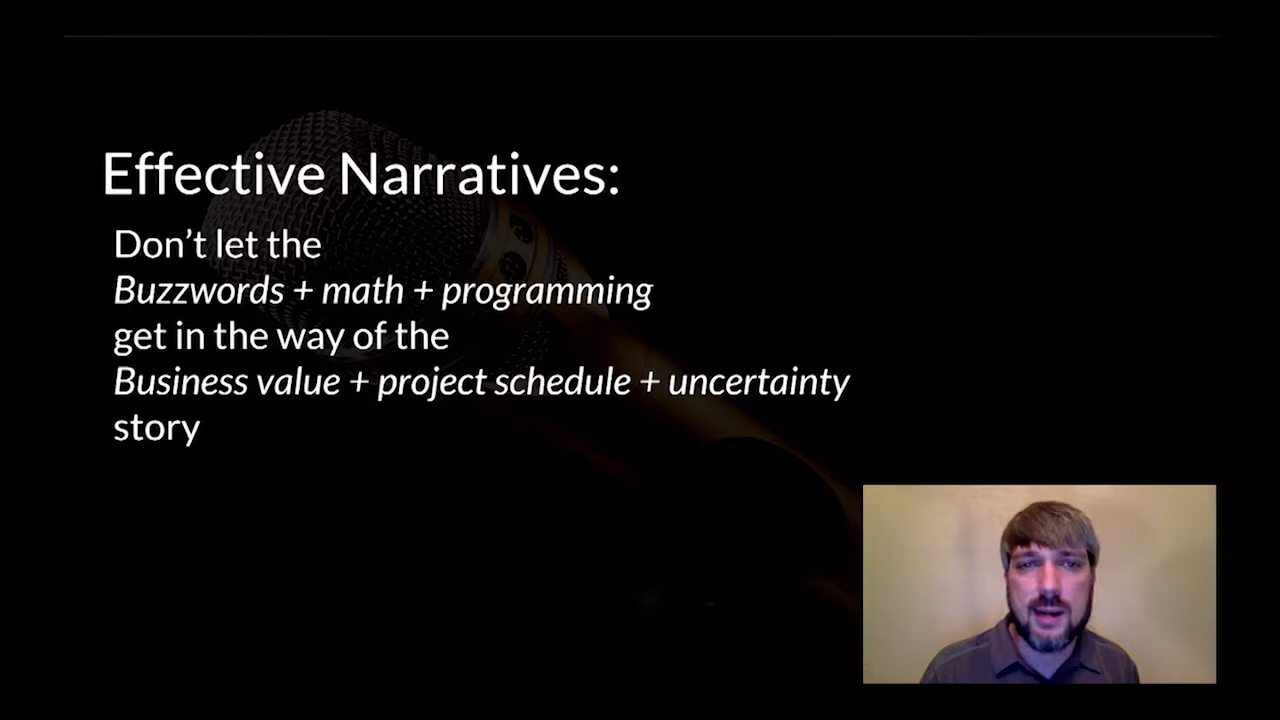 Effective Narratives:
Don’t let the
Buzzwords + math + programming
get in the way of the
Business value + project schedule + uncertainty
story